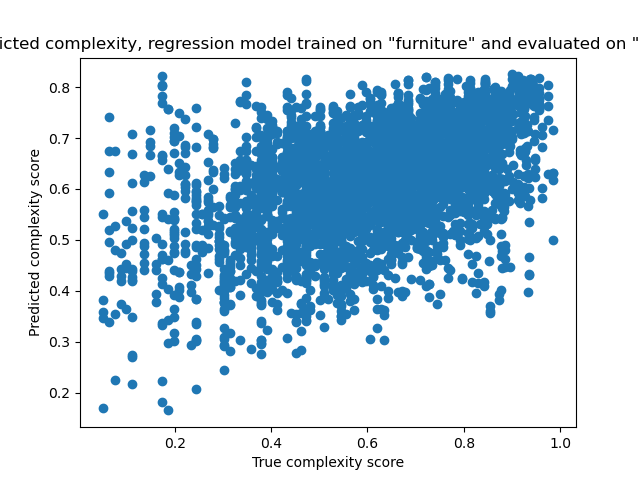 complexity, regression model trained on "furniture" and evaluated on "
0.8
0.7
0.6
0.5
0.4
0.3
0.2
Predicted complexity score
0.2 0.4 0.6 0.8 1.0
True complexity score